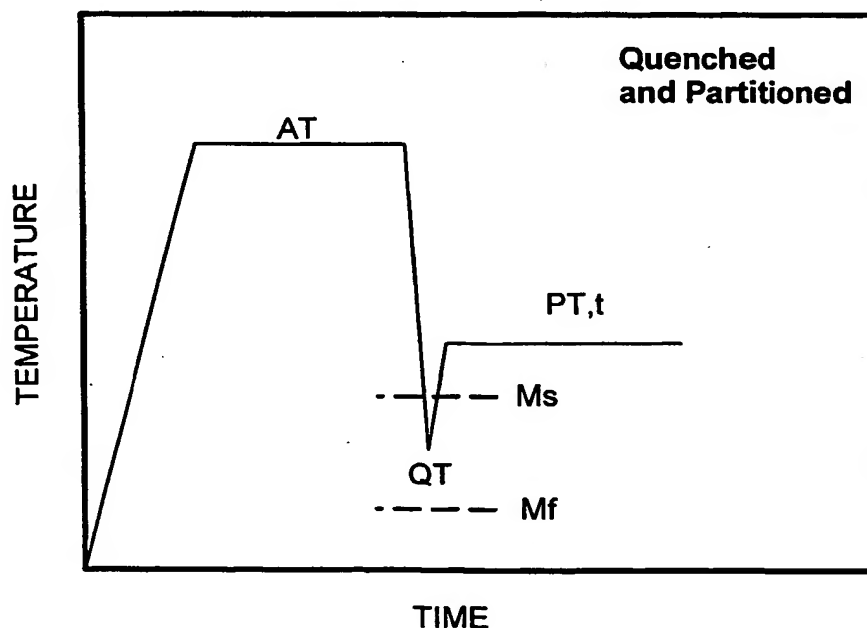 Quenched
and Partitioned
AT
TEMPERATURE
PT,t
Ms
QT
Mf
TIME